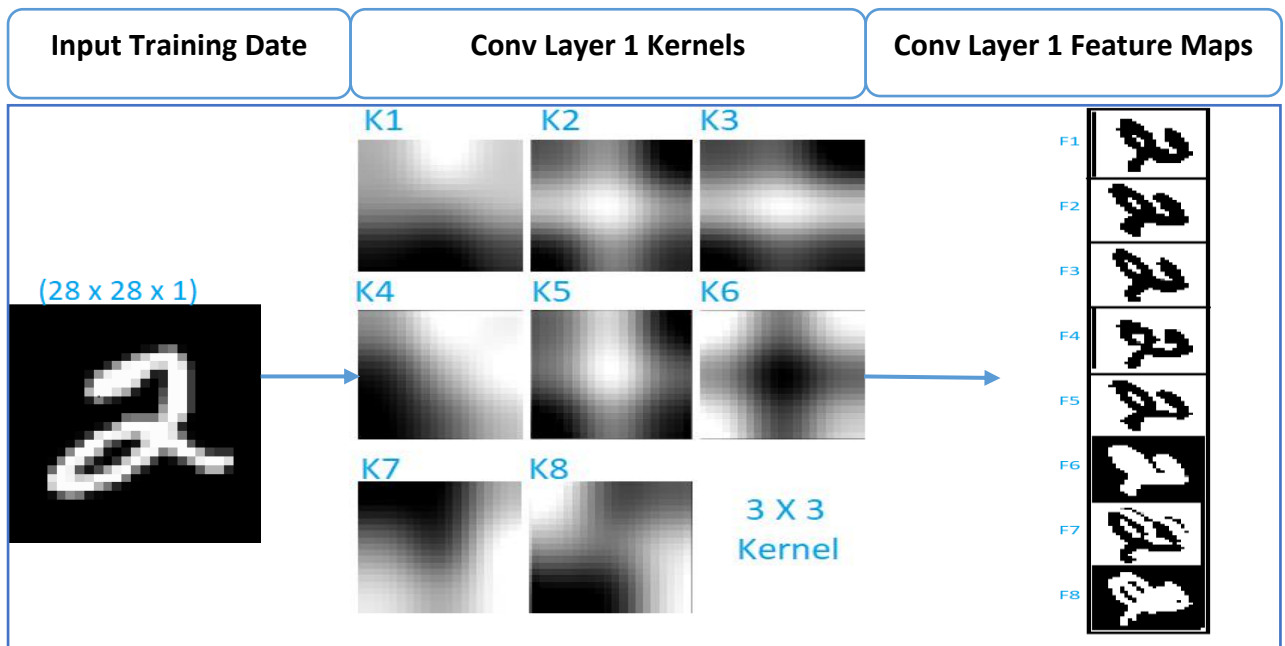 Input Training Date
Conv Layer 1 Kernels
Conv Layer 1 Feature Maps
(28 x 28 x 1)
K1
K2
K3
K4
K5
K6
K7
K8
3 X 3
Kernel
F1
F2
F3
F4
F5
F6
F7
F8